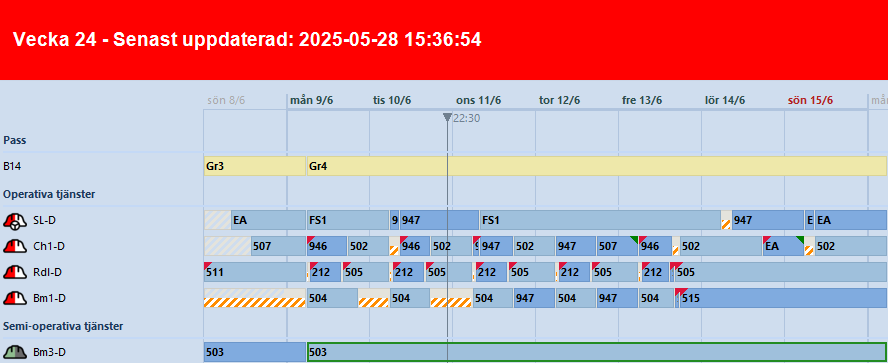 Vecka 24 - Senast uppdaterad: 2025-05-28 15:36:54
sön 8/6 mån 9/6 tis 10/6 ons 11/6 tor 12/6 fre 13/6 lör 14/6 sön 15/6 mån
22:30
Pass
B14 Gr3 Gr4
Operativa tjänster
SL-D EA FS1 9 947 FS1 947 E EA
Ch1-D 507 946 502 946 502 9 947 502 947 507 946 502 EA 502
Rdl-D 511 212 505 212 505 212 505 212 505 212 505
Bm1-D 504 504 504 947 504 947 504 515
Semi-operativa tjänster
Bm3-D 503 503